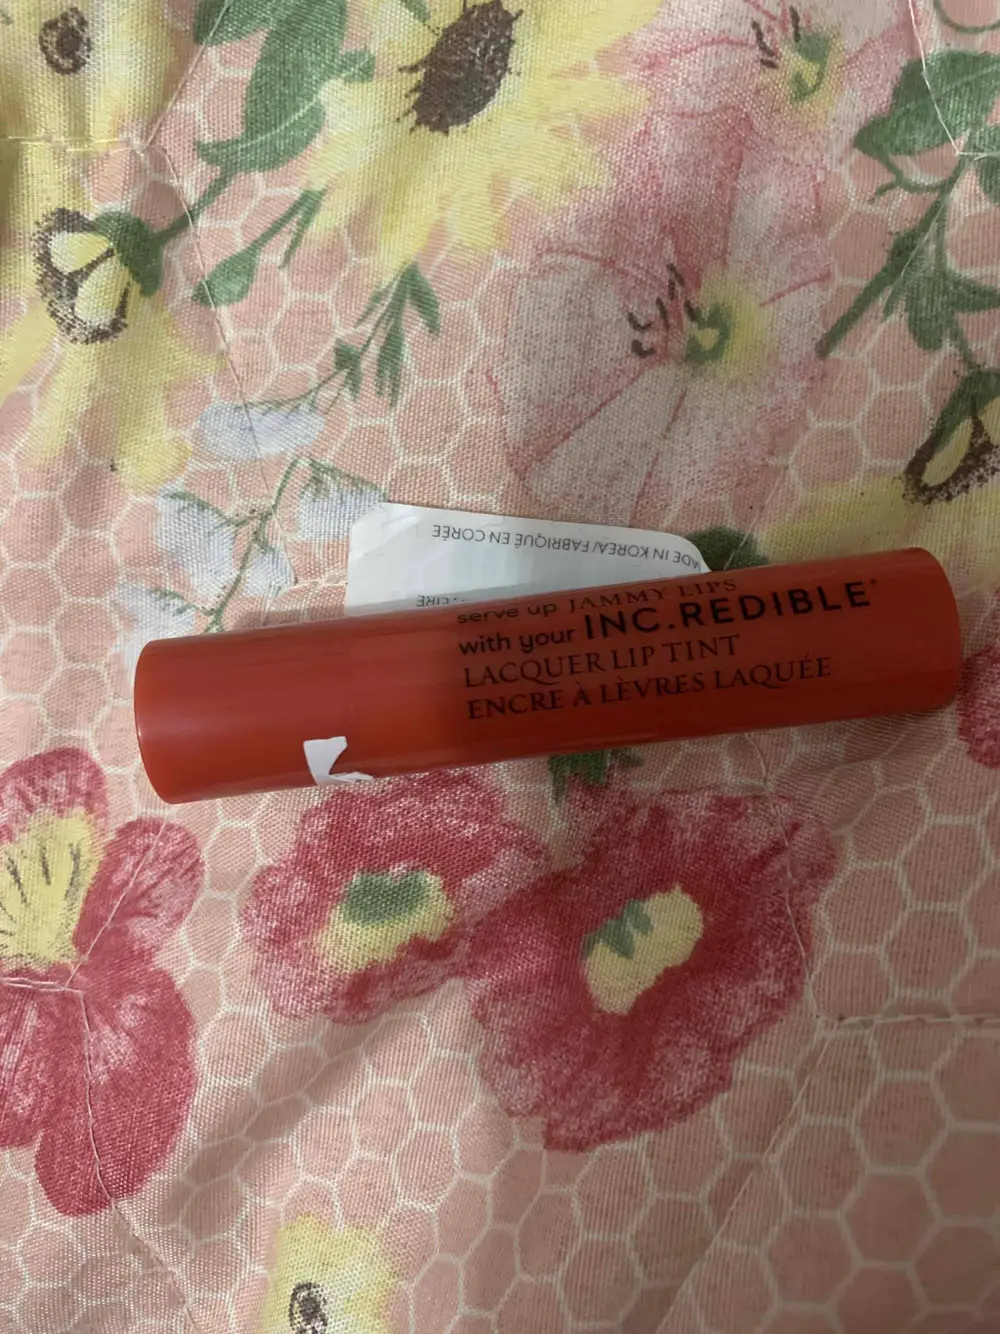 MADE IN KOREA/ FABRIQUÉ EN CORÉE
serve up JAMMY LIPS
with your INC.REDIBLE®
LACQUER LIP TINT
ENCRE À LÈVRES LAQUÉE